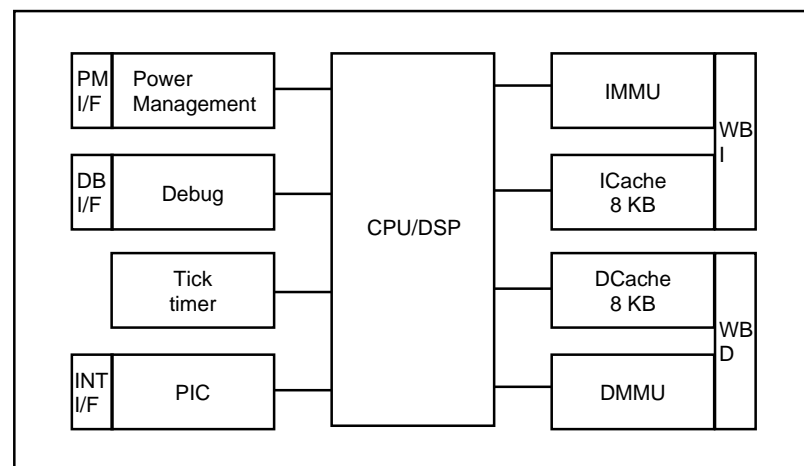 PM
I/F
Power
Management
DB
I/F
Debug
Tick
timer
INT
I/F
PIC
CPU/DSP
IMMU
ICache
8 KB
WB
I
DCache
8 KB
DMMU
WB
D